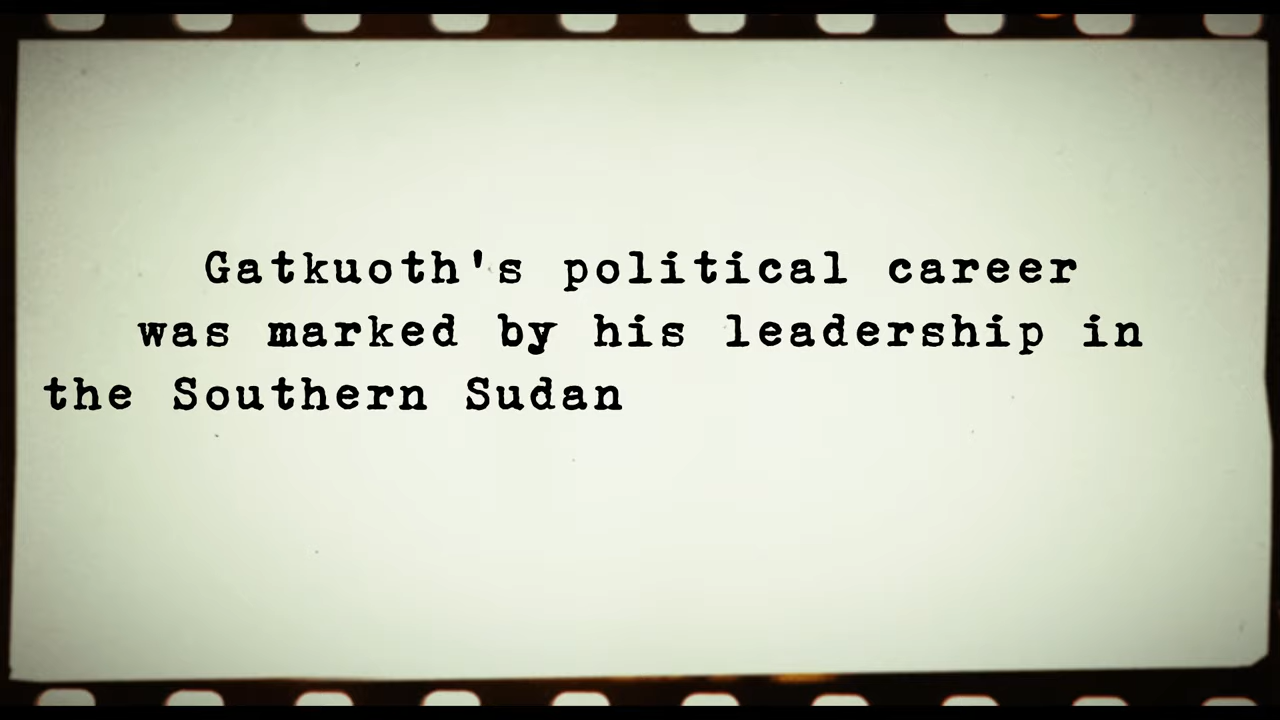 Gatkuoth's political career
was marked by his leadership in
the Southern Sudan